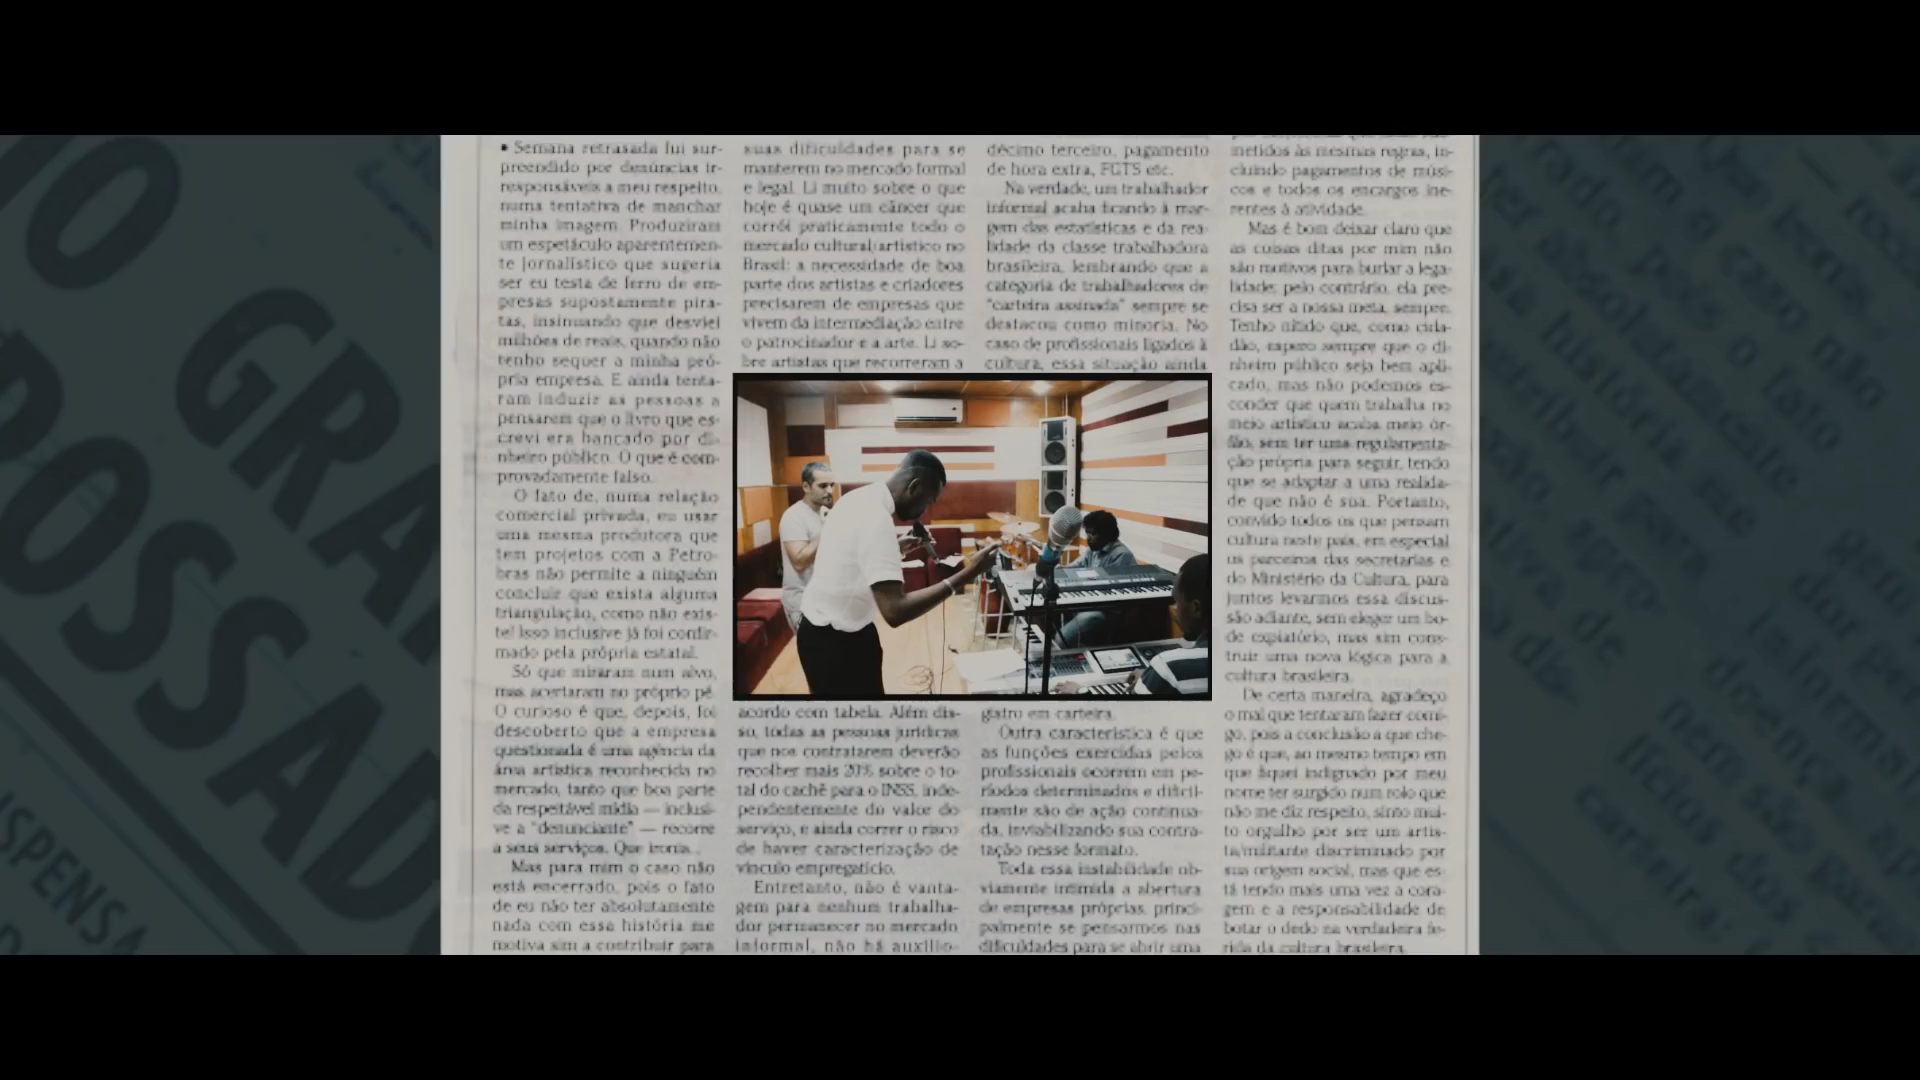 • Semana retrasada fui sur-
preendido por denúncias ir-
responsáveis a meu respeito,
numa tentativa de manchar
minha imagem. Produziram
um espetáculo aparentemen-
te jornalístico que sugeria
ser eu testa de ferro de em-
presas supostamente pira-
tas, insinuando que desviei
milhões de reais, quando não
tenho sequer a minha pró-
pria empresa. E ainda tenta-
ram induzir as pessoas a
pensarem que o livro que es-
crevi era bancado por di-
nheiro público. O que é com-
provadamente falso.
O fato de, numa relação
comercial privada, eu usar
uma mesma produtora que
tem projetos com a Petro-
bras não permite a ninguém
concluir que exista alguma
triangulação, como não exis-
te! Isso inclusive já foi confir-
mado pela própria estatal.
Só que miraram num alvo,
mas acertaram no próprio pé.
O curioso é que, depois, foi
descoberto que a empresa
questionada é uma agência da
área artística reconhecida no
mercado, tanto que boa parte
da respeitável mídia — inclusi-
ve a "denunciante" — recorre
a seus serviços. Que ironia...
Mas para mim o caso não
está encerrado, pois o fato
de eu não ter absolutamente
nada com essa história me
motiva sim a contribuir para
suas dificuldades para se
manterem no mercado formal
e legal. Li muito sobre o que
hoje é quase um câncer que
corrói praticamente todo o
mercado cultural/artístico no
Brasil: a necessidade de boa
parte dos artistas e criadores
precisarem de empresas que
vivem da intermediação entre
o patrocinador e a arte. Li so-
bre artistas que recorreram a
acordo com tabela. Além dis-
so, todas as pessoas jurídicas
que nos contratarem deverão
recolher mais 20% sobre o to-
tal do cachê para o INSS, inde-
pendentemente do valor do
serviço, e ainda correr o risco
de haver caracterização de
vínculo empregatício.
Entretanto, não é vanta-
gem para nenhum trabalha-
dor permanecer no mercado
informal, não há auxílio-
décimo terceiro, pagamento
de hora extra, FGTS etc.
Na verdade, um trabalhador
informal acaba ficando à mar-
gem das estatísticas e da rea-
lidade da classe trabalhadora
brasileira, lembrando que a
categoria de trabalhadores de
"carteira assinada" sempre se
destacou como minoria. No
caso de profissionais ligados à
cultura, essa situação ainda
gistro em carteira.
Outra característica é que
as funções exercidas pelos
profissionais ocorrem em pe-
ríodos determinados e dificil-
mente são de ação continua-
da, inviabilizando sua contra-
tação nesse formato.
Toda essa instabilidade ob-
viamente intimida a abertura
de empresas próprias, princi-
palmente se pensarmos nas
dificuldades para se abrir uma
metidos às mesmas regras, in-
cluindo pagamentos de músi-
cos e todos os encargos ine-
rentes à atividade.
Mas é bom deixar claro que
as coisas ditas por mim não
são motivos para burlar a lega-
lidade; pelo contrário, ela pre-
cisa ser a nossa meta, sempre.
Tenho nítido que, como cida-
dão, espero sempre que o di-
nheiro público seja bem apli-
cado, mas não podemos es-
conder que quem trabalha no
meio artístico acaba meio ór-
fão, sem ter uma regulamenta-
ção própria para seguir, tendo
que se adaptar a uma realida-
de que não é sua. Portanto,
convido todos os que pensam
cultura neste país, em especial
os parceiros das secretarias e
do Ministério da Cultura, para
juntos levarmos essa discus-
são adiante, sem eleger um bo-
de expiatório, mas sim cons-
truir uma nova lógica para a
cultura brasileira.
De certa maneira, agradeço
o mal que tentaram fazer comi-
go, pois a conclusão a que che-
go é que, ao mesmo tempo em
que fiquei indignado por meu
nome ter surgido num rolo que
não me diz respeito, sinto mui-
to orgulho por ser um artis-
ta/militante discriminado por
sua origem social, mas que es-
tá tendo mais uma vez a cora-
gem e a responsabilidade de
botar o dedo na verdadeira fe-
rida da cultura brasileira.